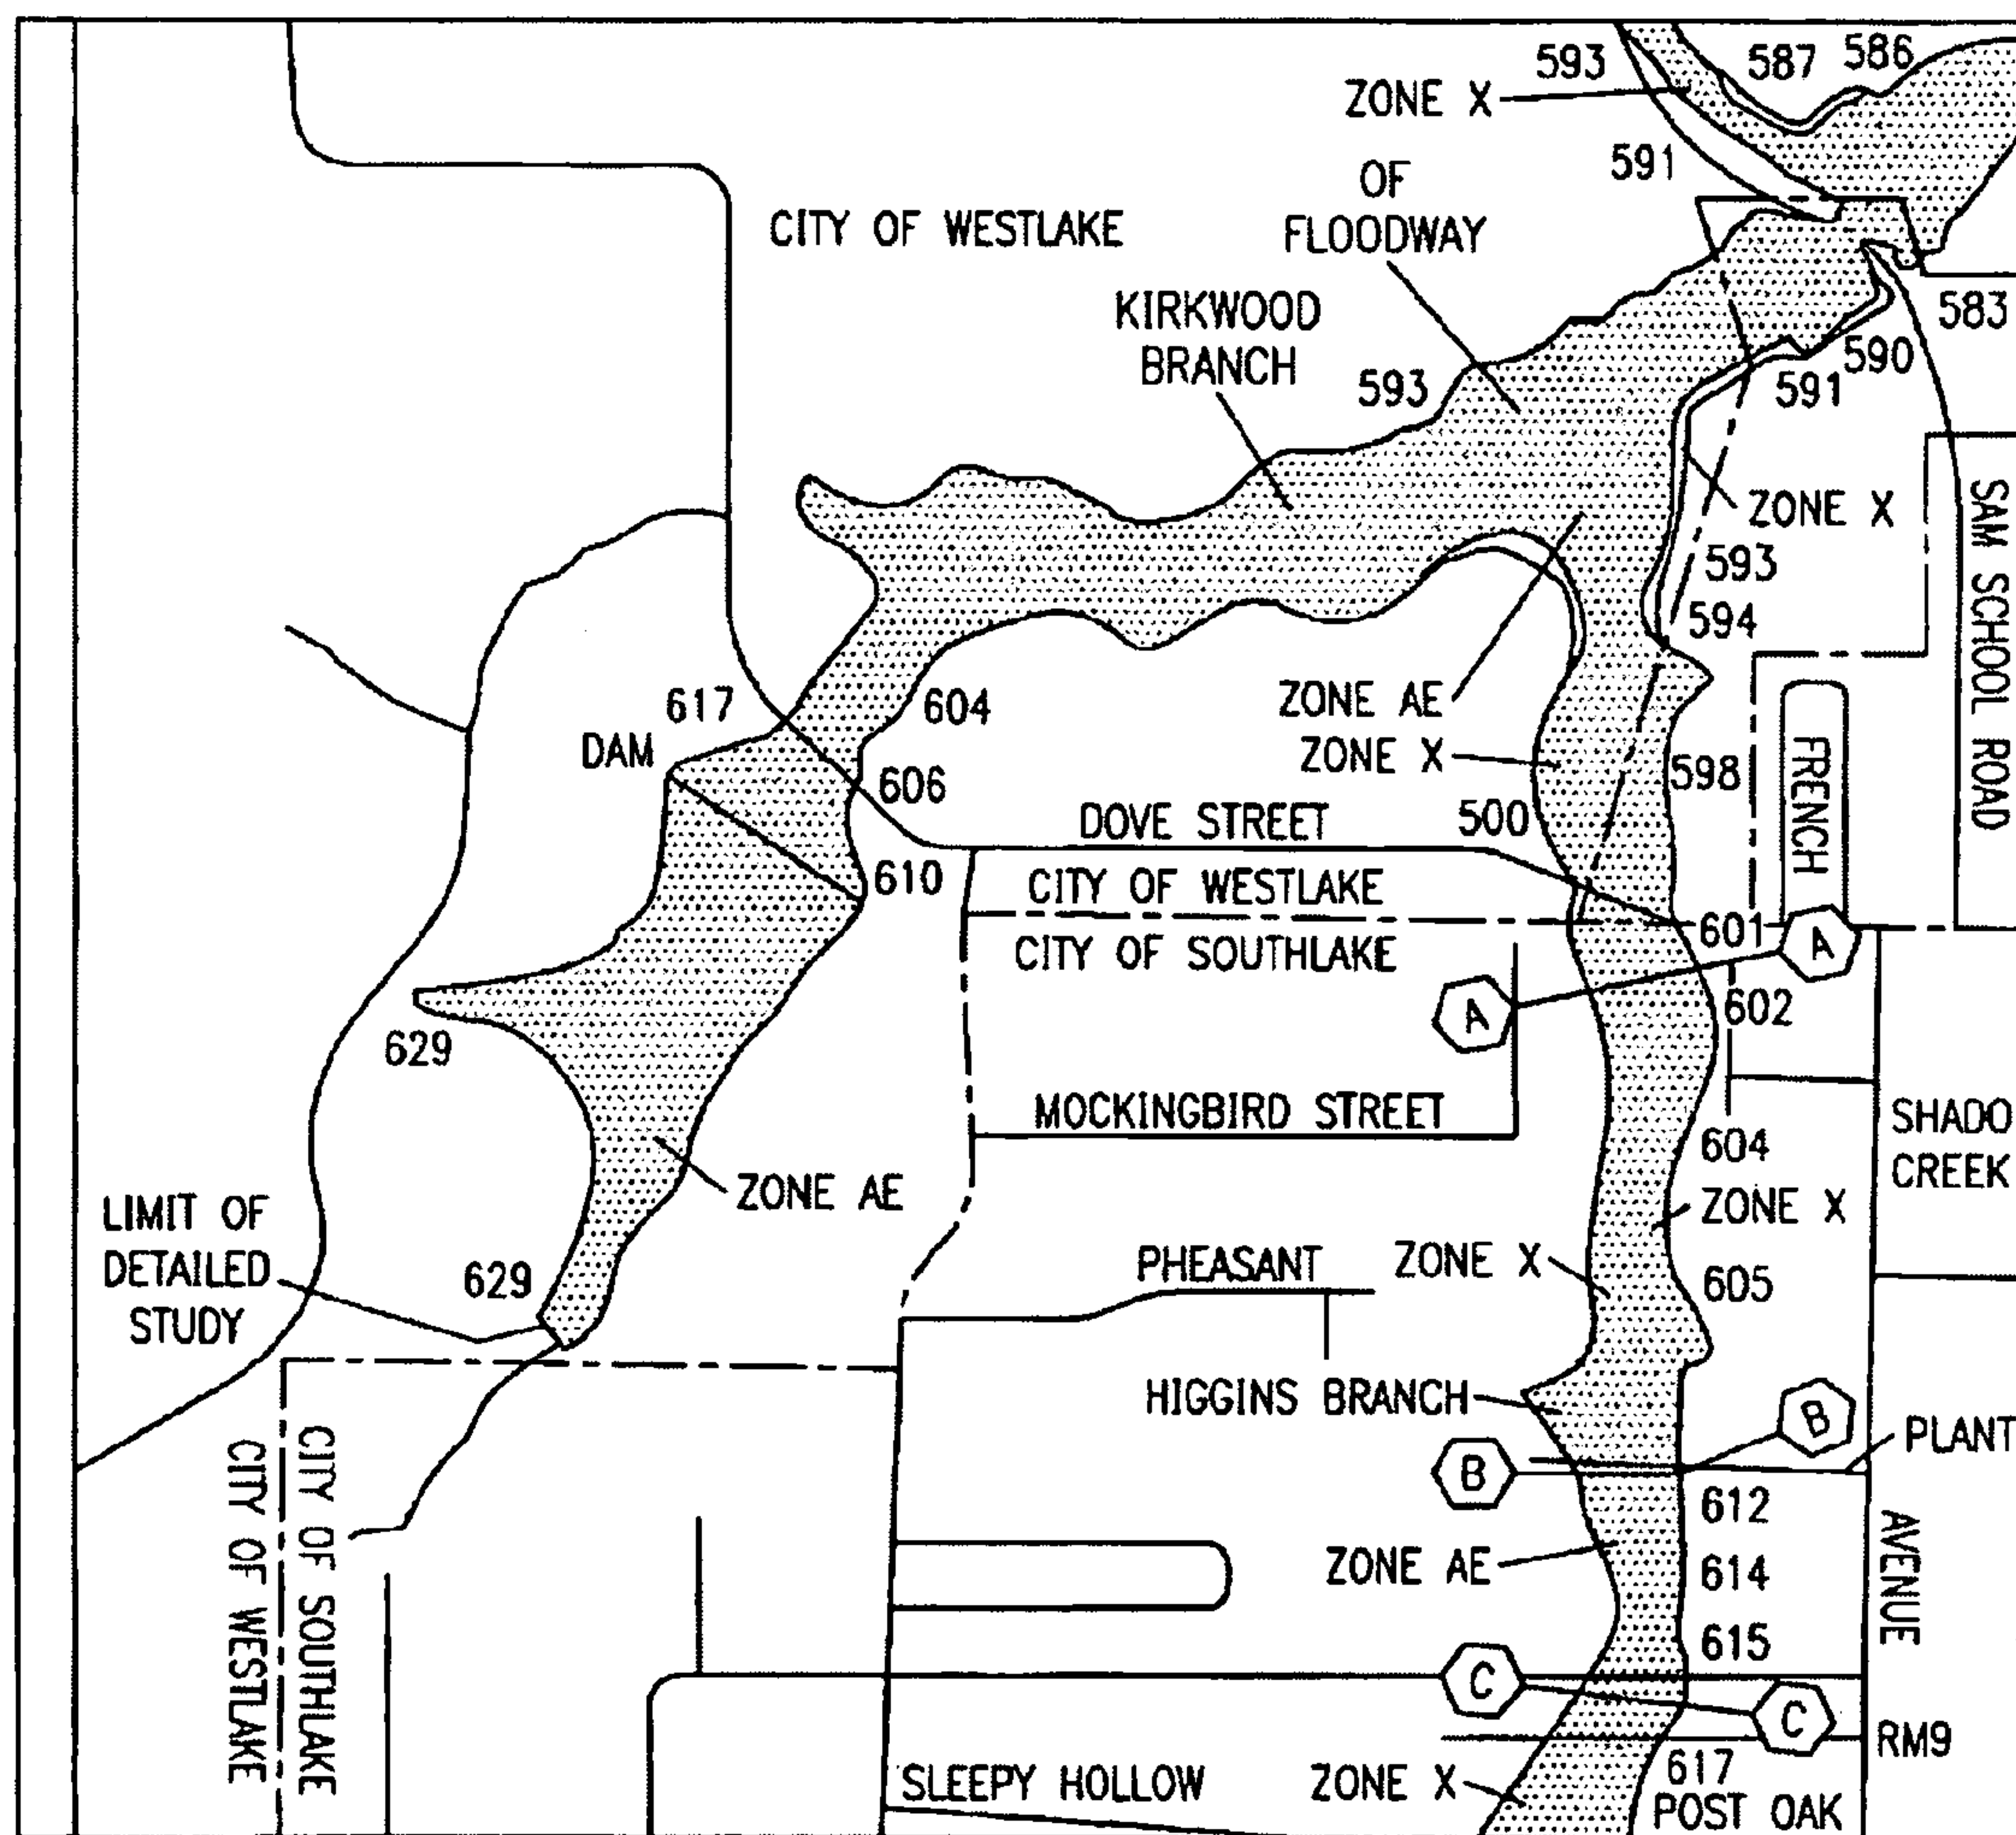 593
587
586
ZONE X
591
OF
FLOODWAY
CITY OF WESTLAKE
KIRKWOOD
BRANCH
583
590
591
593
ZONE X
SAM SCHOOL ROAD
593
594
617
604
ZONE AE
DAM
ZONE X
598
FRENCH
606
DOVE STREET
500
610
CITY OF WESTLAKE
601
A
CITY OF SOUTHLAKE
A
602
629
MOCKINGBIRD STREET
SHADO
CREEK
604
ZONE AE
ZONE X
LIMIT OF
DETAILED
STUDY
PHEASANT
ZONE X
629
605
HIGGINS BRANCH
B
PLANT
B
612
CITY OF SOUTHLAKE
CITY OF WESTLAKE
AVENUE
ZONE AE
614
615
C
C
RM9
617
SLEEPY HOLLOW
ZONE X
POST OAK